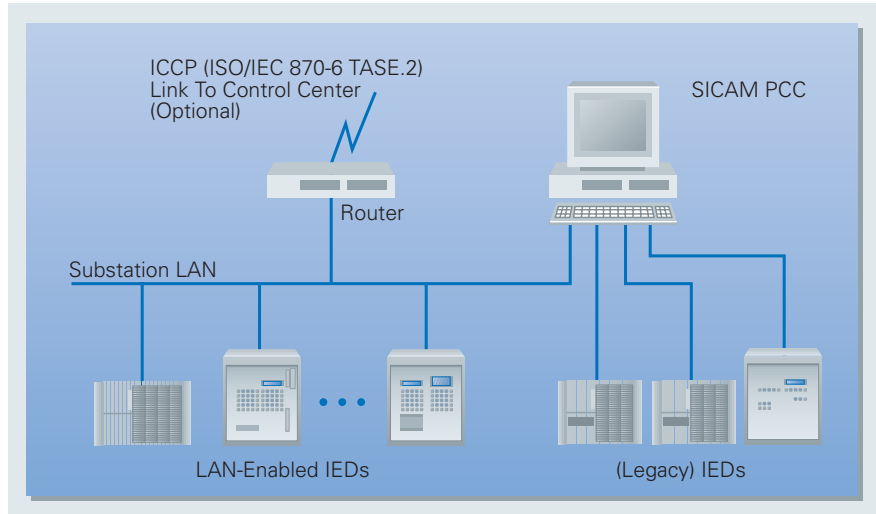 ICCP (ISO/IEC 870-6 TASE.2)
Link To Control Center
(Optional)
SICAM PCC
Router
Substation LAN
LAN-Enabled IEDs
(Legacy) IEDs